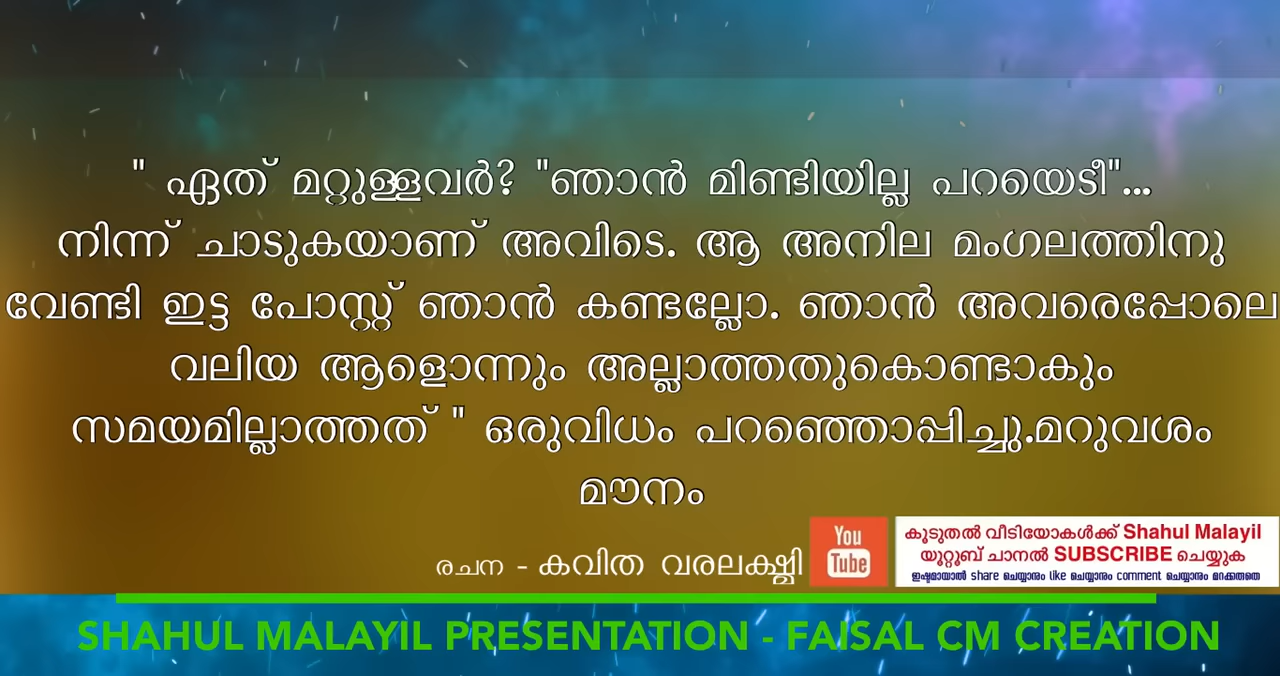 " ഏത് മറ്റുള്ളവർ? "ഞാൻ മിണ്ടിയില്ല പറയെടീ"...
നിന്ന് ചാടുകയാണ് അവിടെ. ആ അനില മംഗലത്തിനു
വേണ്ടി ഇട്ട പോസ്റ്റ് ഞാൻ കണ്ടല്ലോ. ഞാൻ അവരെപ്പോലെ
വലിയ ആളൊന്നും അല്ലാത്തതുകൊണ്ടാകും
സമയമില്ലാത്തത് " ഒരുവിധം പറഞ്ഞൊപ്പിച്ചു.മറുവശം
മൗനം
രചന - കവിത വരലക്ഷ്മി
You
Tube
കൂടുതൽ വീടിയോകൾക്ക് Shahul Malayil
യൂറ്റൂബ് ചാനൽ SUBSCRIBE ചെയ്യുക
ഇഷ്ടമായാൽ share ചെയ്യാനും like ചെയ്യാനും comment ചെയ്യാനും മറക്കരുതെ
SHAHUL MALAYIL PRESENTATION - FAISAL CM CREATION